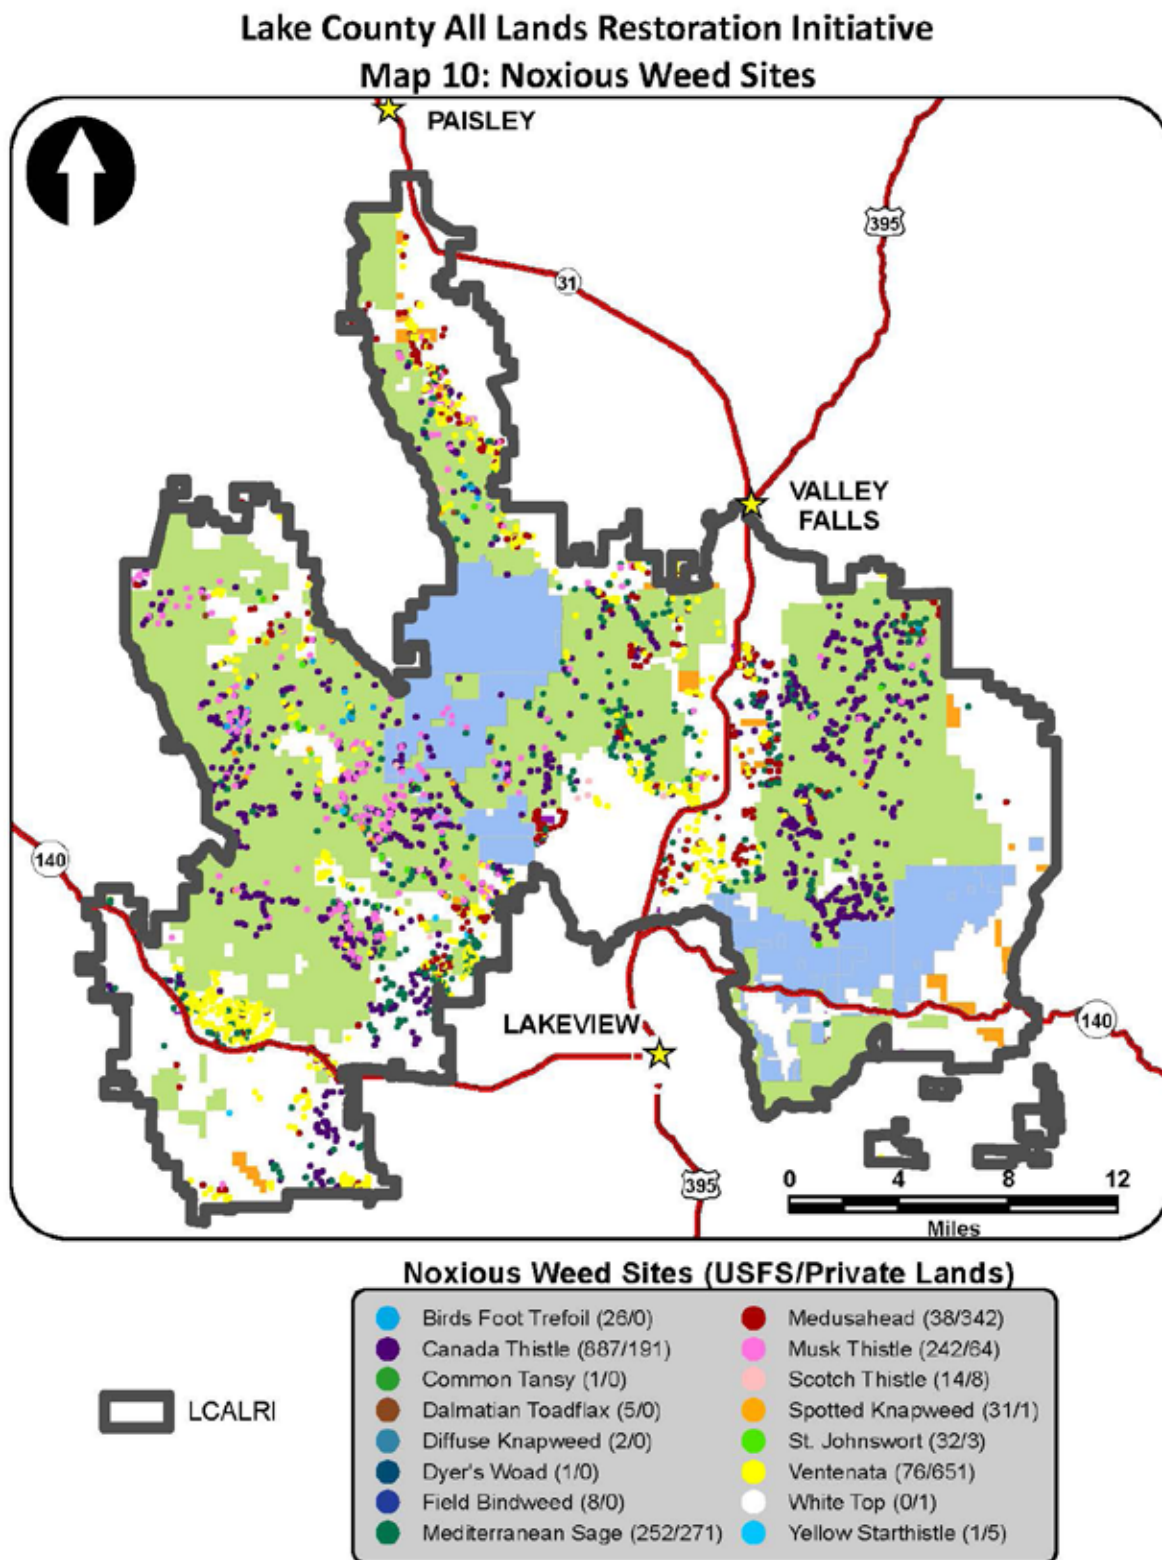 Lake County All Lands Restoration Initiative
Map 10: Noxious Weed Sites
PAISLEY
395
31
VALLEY
FALLS
140
LAKEVIEW
140
395
0 4 8 12
Miles
Noxious Weed Sites (USFS/Private Lands)
LCALRI
Birds Foot Trefoil (26/0)
Canada Thistle (887/191)
Common Tansy (1/0)
Dalmatian Toadflax (5/0)
Diffuse Knapweed (2/0)
Dyer's Woad (1/0)
Field Bindweed (8/0)
Mediterranean Sage (252/271)
Medusahead (38/342)
Musk Thistle (242/64)
Scotch Thistle (14/8)
Spotted Knapweed (31/1)
St. Johnswort (32/3)
Ventenata (76/651)
White Top (0/1)
Yellow Starthistle (1/5)